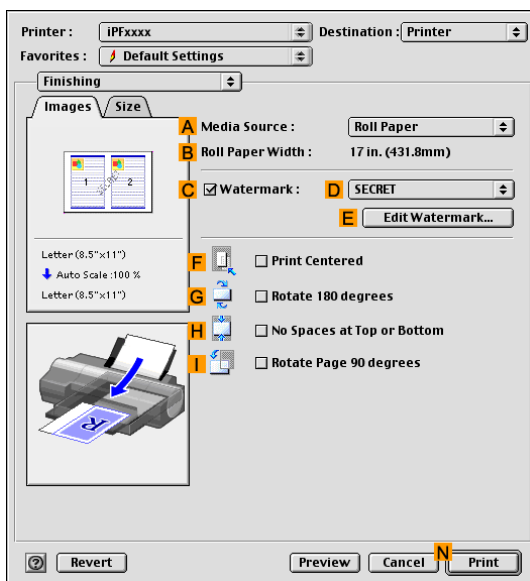 Printer : iPFxxxx Destination : Printer
Favorites : Default Settings
Finishing
Images Size
A Media Source : Roll Paper
B Roll Paper Width : 17 in. (431.8mm)
C Watermark : D SECRET
E Edit Watermark...
1 2
SECRET
Letter (8.5"x11")
Auto Scale :100 %
Letter (8.5"x11")
F Print Centered
G Rotate 180 degrees
H No Spaces at Top or Bottom
I Rotate Page 90 degrees
R
? Revert Preview Cancel N Print